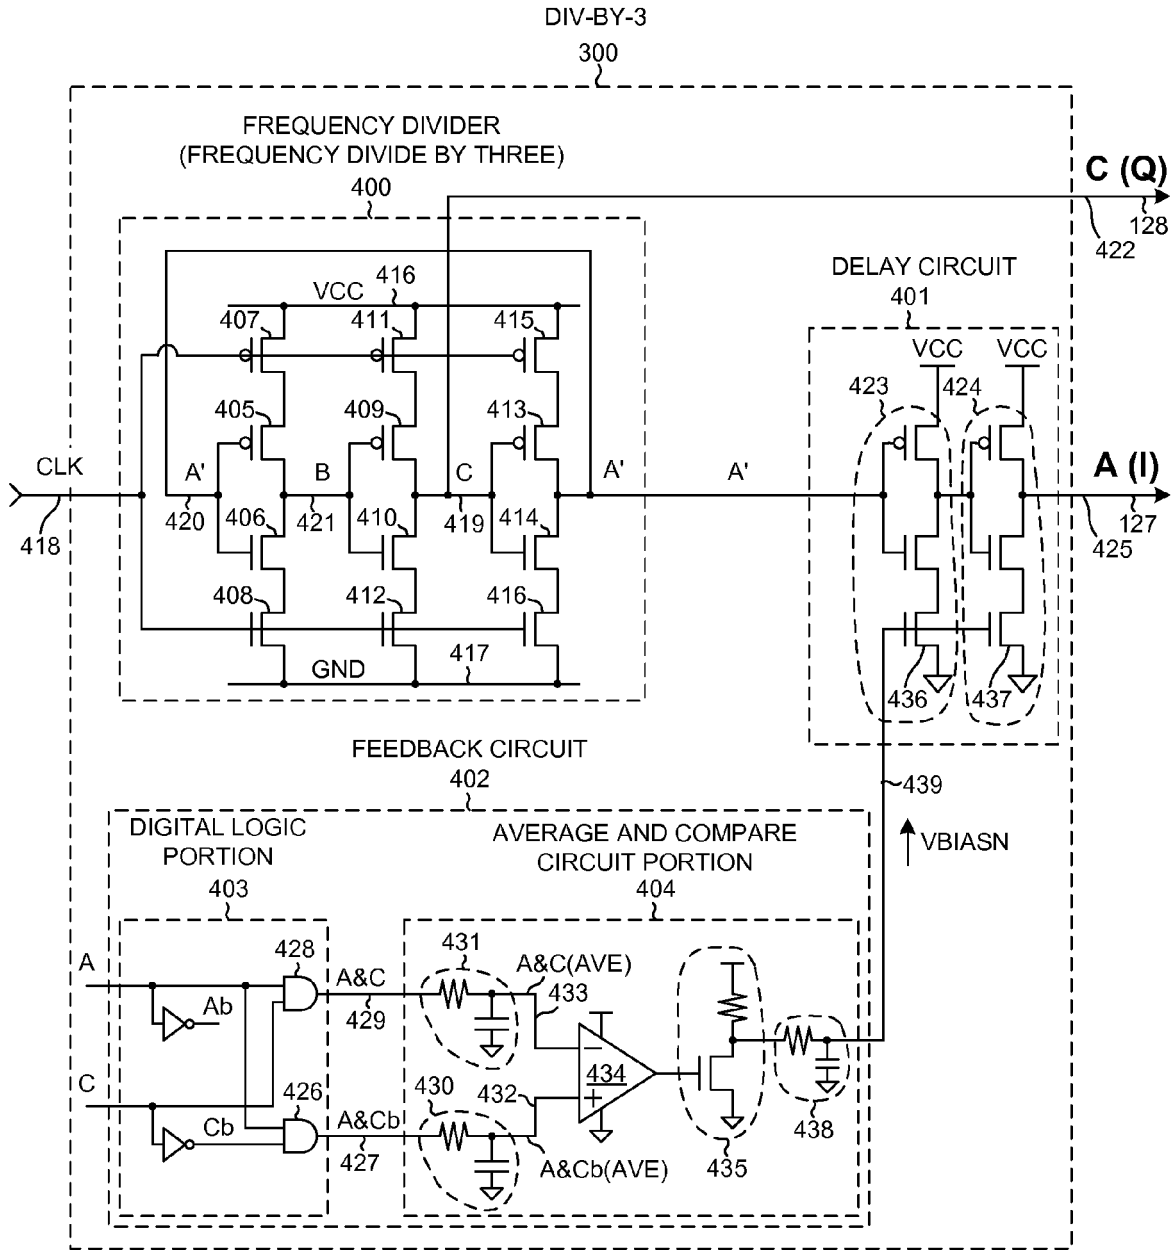 DIV-BY-3
300
FREQUENCY DIVIDER
(FREQUENCY DIVIDE BY THREE)
400
C (Q)
128
422
DELAY CIRCUIT
401
416
VCC
407
411
415
VCC
VCC
423
424
405
409
413
CLK
A'
B
C
A'
A'
A (I)
420
421
419
127
418
425
406
410
414
408
412
416
GND
417
436
437
FEEDBACK CIRCUIT
402
439
DIGITAL LOGIC
PORTION
403
AVERAGE AND COMPARE
CIRCUIT PORTION
404
VBIASN
428
431
A
A&C
429
A&C(AVE)
433
Ab
−
434
+
C
426
430
432
Cb
A&Cb
427
A&Cb(AVE)
435
438